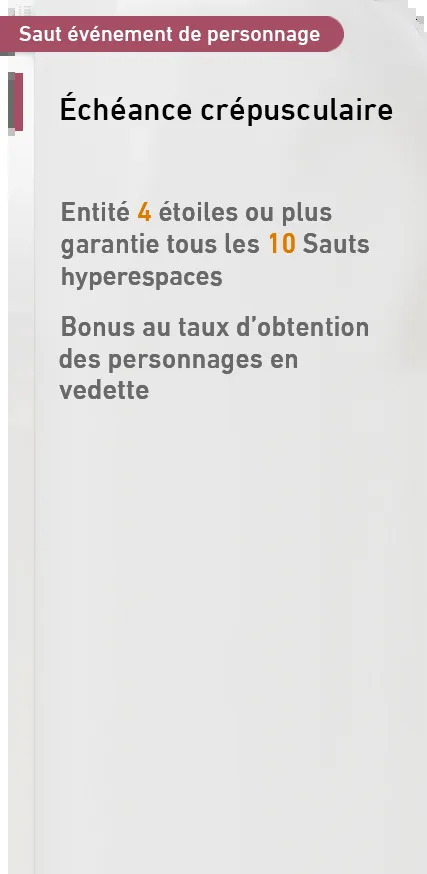 Saut événement de personnage
Échéance crépusculaire
Entité 4 étoiles ou plus
garantie tous les 10 Sauts
hyperespaces
Bonus au taux d’obtention
des personnages en
vedette